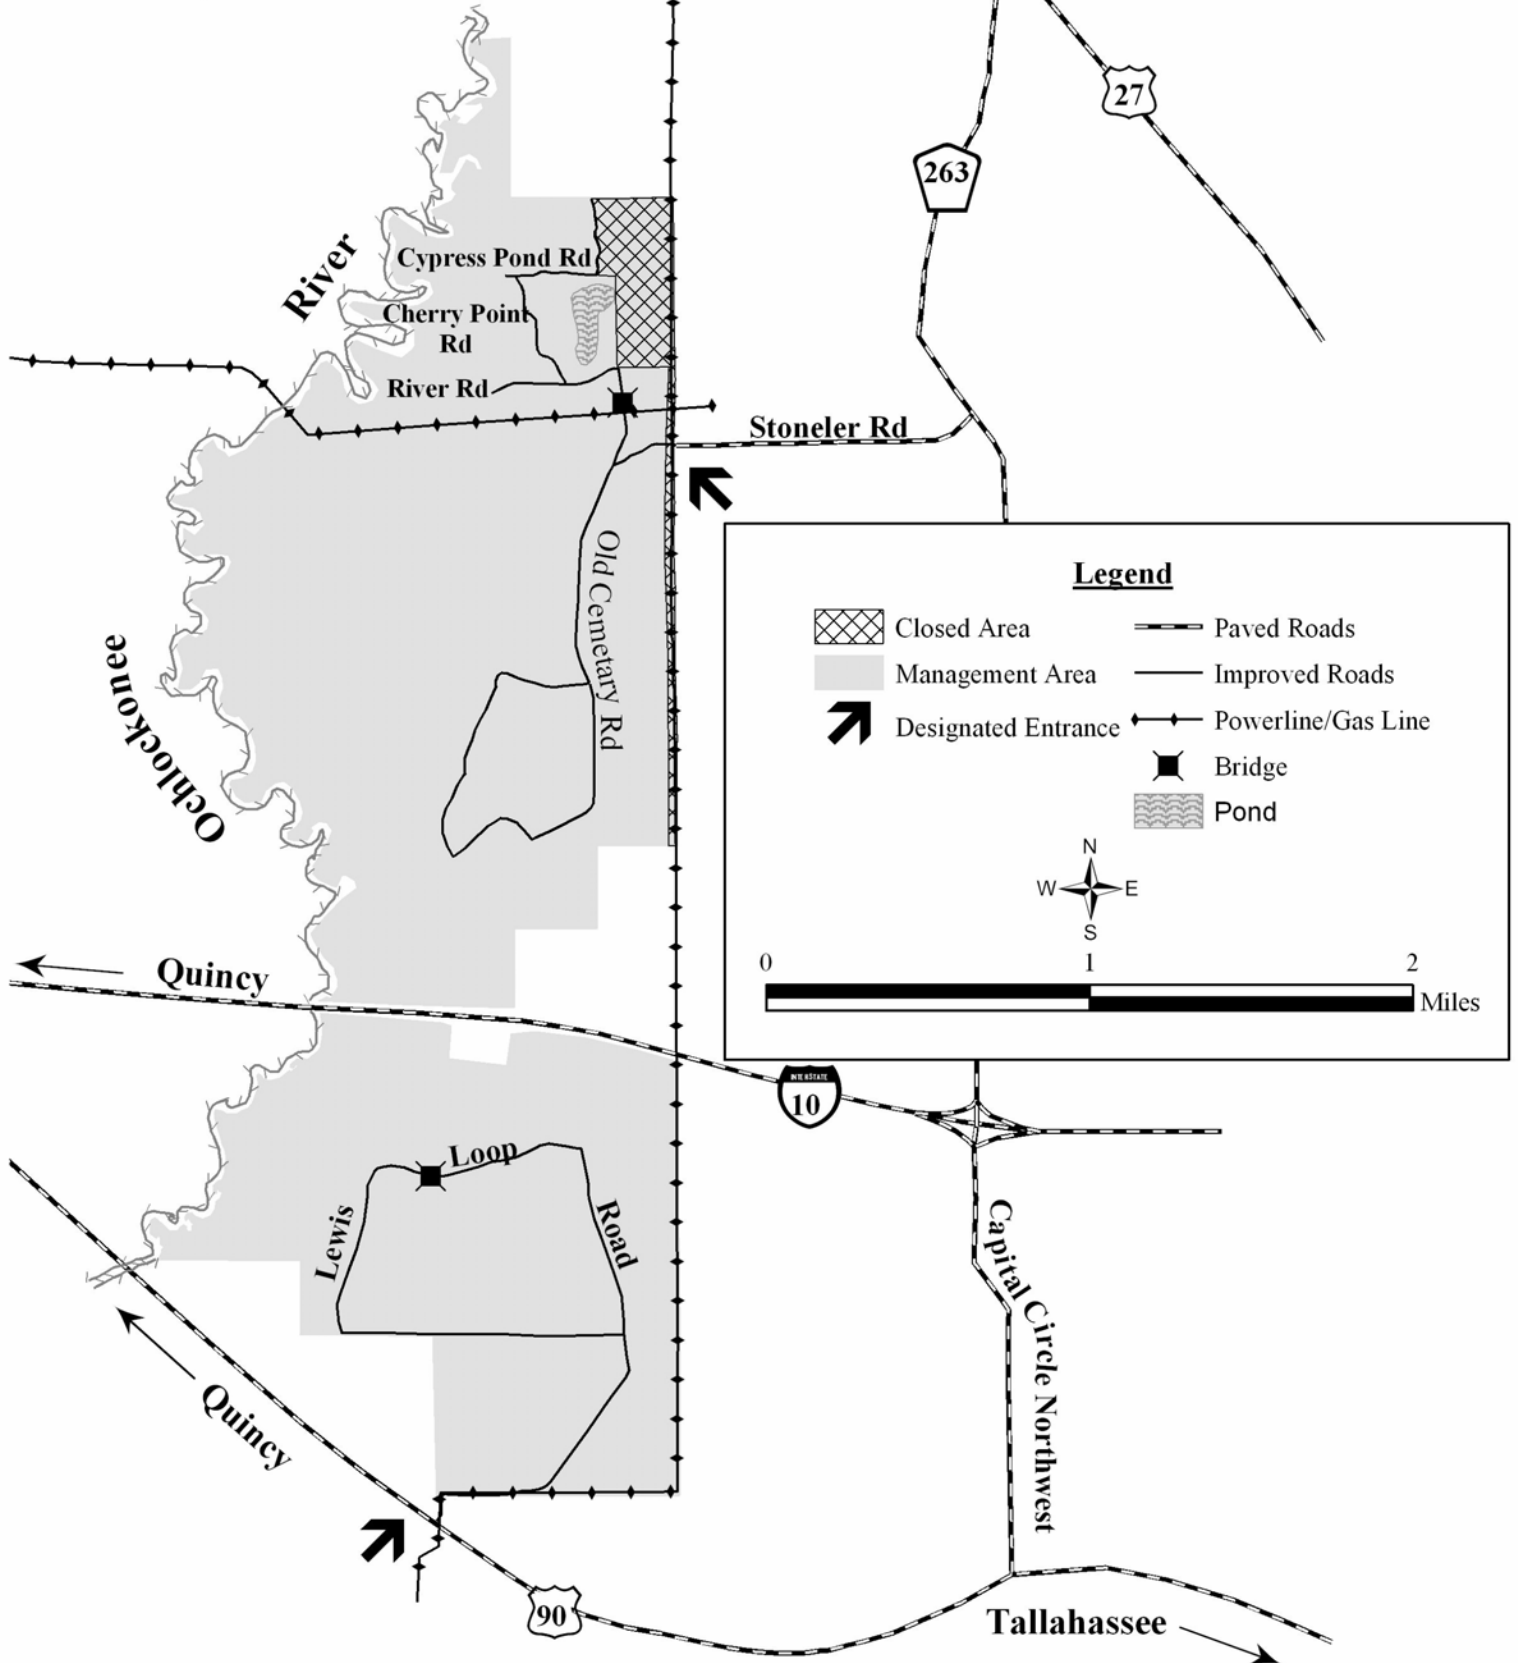 27
263
River
Cypress Pond Rd
Cherry Point
Rd
River Rd
Stoneler Rd
Old Cemetary Rd
Ochlockonee
Legend
Closed Area
Management Area
Designated Entrance
Paved Roads
Improved Roads
Powerline/Gas Line
Bridge
Pond
N
W E
S
0 1 2
Miles
Quincy
INTERSTATE
10
Lewis Loop Road
Capital Circle Northwest
Quincy
90
Tallahassee